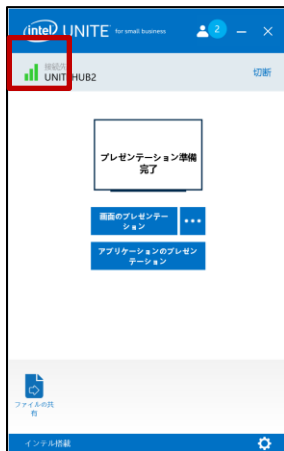 intel UNITE for small business 2
接続先
UNITEHUB2
切断
プレゼンテーション準備
完了
画面のプレゼンテー
ション
アプリケーションのプレゼン
テーション
ファイルの共
有
インテル搭載